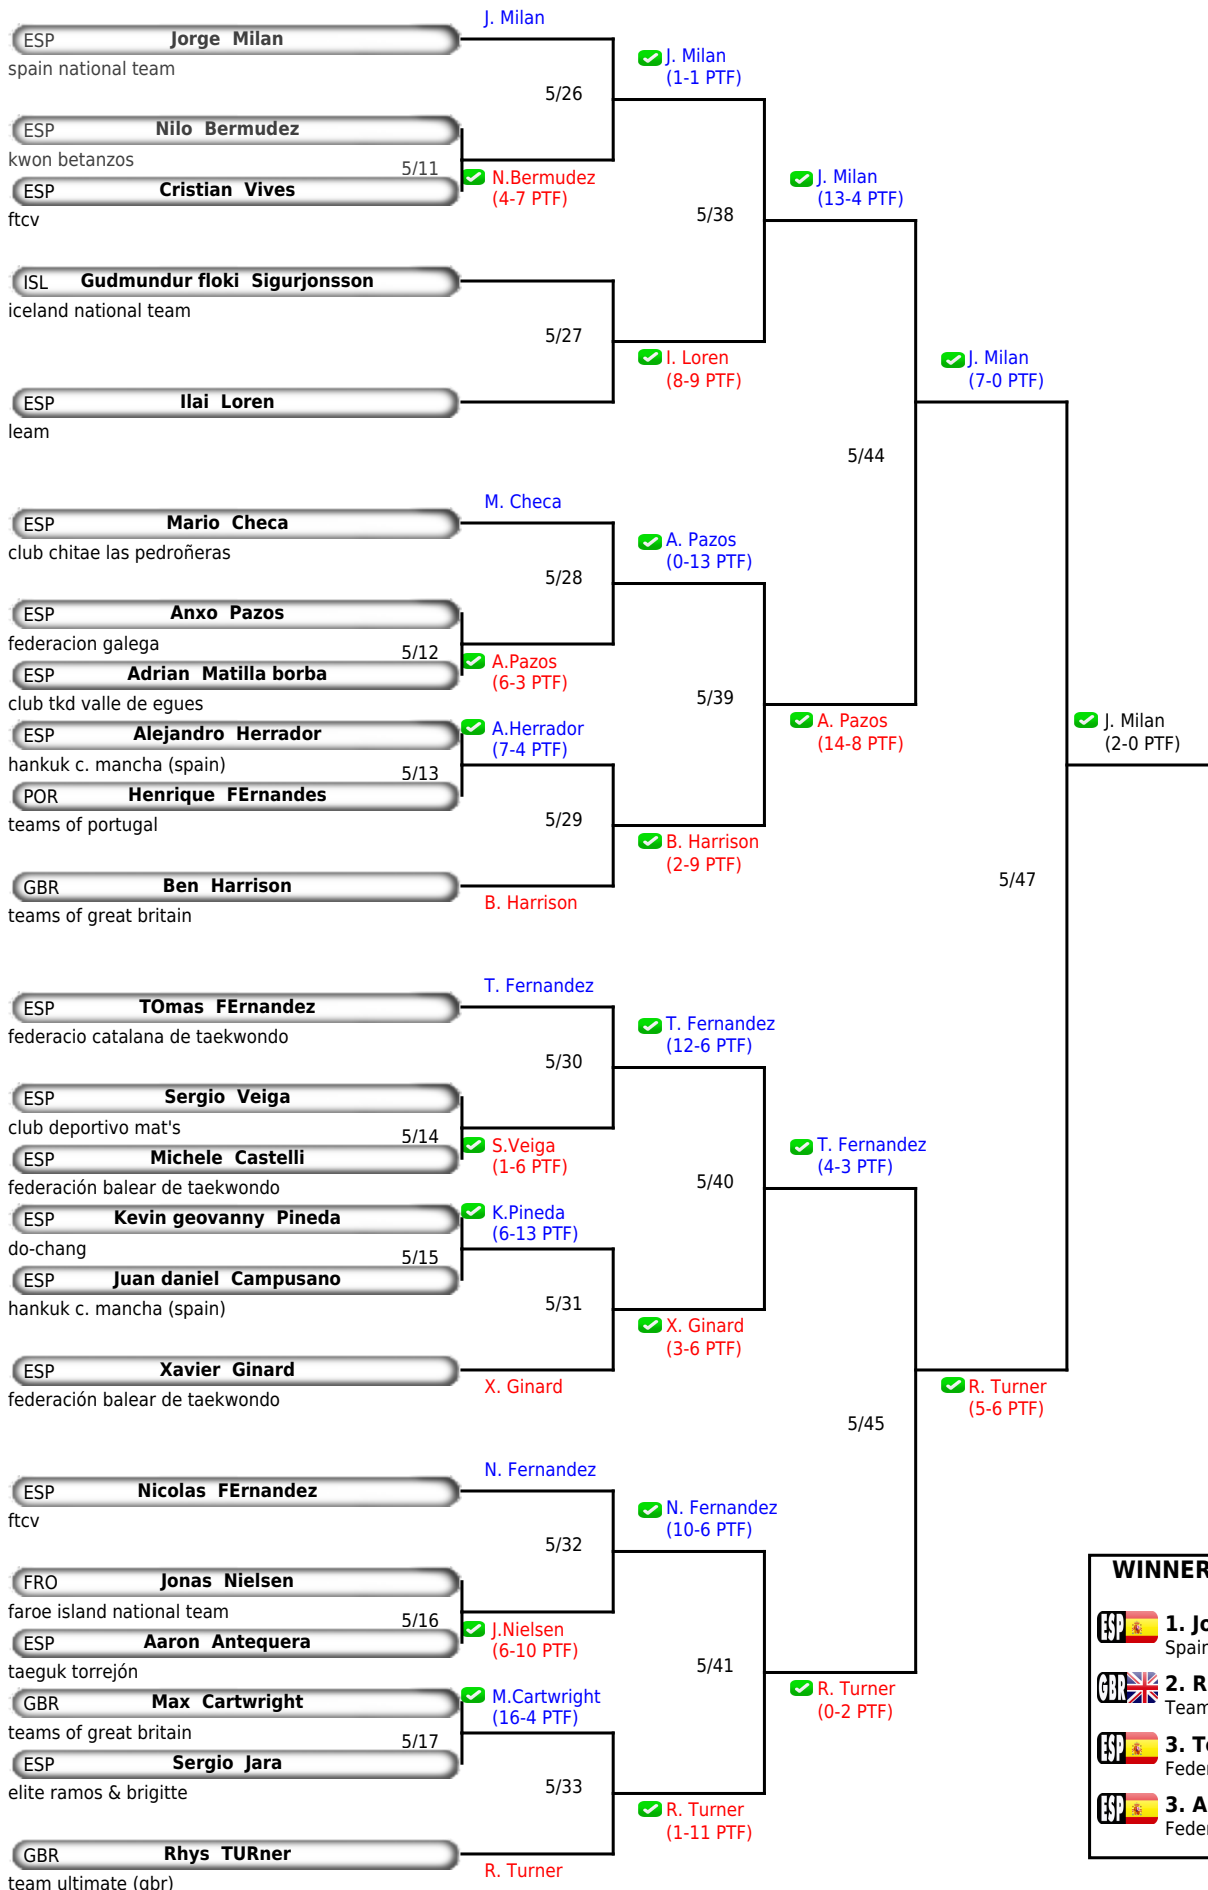 J. Milan
ESP Jorge Milan
spain national team
J. Milan
(1-1 PTF)
5/26
ESP Nilo Bermudez
kwon betanzos
5/11
N.Bermudez
(4-7 PTF)
ESP Cristian Vives
ftcv
J. Milan
(13-4 PTF)
5/38
ISL Gudmundur floki Sigurjonsson
iceland national team
5/27
I. Loren
(8-9 PTF)
J. Milan
(7-0 PTF)
ESP Ilai Loren
leam
5/44
M. Checa
ESP Mario Checa
club chitae las pedroñeras
A. Pazos
(0-13 PTF)
5/28
ESP Anxo Pazos
federacion galega
5/12
A.Pazos
(6-3 PTF)
ESP Adrian Matilla borba
club tkd valle de egues
5/39
A. Pazos
(14-8 PTF)
J. Milan
(2-0 PTF)
ESP Alejandro Herrador
A.Herrador
(7-4 PTF)
hankuk c. mancha (spain)
5/13
POR Henrique FErnandes
teams of portugal
5/29
B. Harrison
(2-9 PTF)
GBR Ben Harrison
B. Harrison
teams of great britain
5/47
T. Fernandez
ESP TOmas FErnandez
federacio catalana de taekwondo
T. Fernandez
(12-6 PTF)
5/30
ESP Sergio Veiga
club deportivo mat's
5/14
S.Veiga
(1-6 PTF)
ESP Michele Castelli
federación balear de taekwondo
T. Fernandez
(4-3 PTF)
5/40
ESP Kevin geovanny Pineda
K.Pineda
(6-13 PTF)
do-chang
5/15
ESP Juan daniel Campusano
hankuk c. mancha (spain)
5/31
X. Ginard
(3-6 PTF)
ESP Xavier Ginard
X. Ginard
federación balear de taekwondo
R. Turner
(5-6 PTF)
5/45
N. Fernandez
ESP Nicolas FErnandez
ftcv
N. Fernandez
(10-6 PTF)
5/32
FRO Jonas Nielsen
faroe island national team
5/16
J.Nielsen
(6-10 PTF)
ESP Aaron Antequera
taeguk torrejón
5/41
R. Turner
(0-2 PTF)
GBR Max Cartwright
M.Cartwright
(16-4 PTF)
teams of great britain
5/17
ESP Sergio Jara
elite ramos & brigitte
5/33
R. Turner
(1-11 PTF)
GBR Rhys TURner
R. Turner
team ultimate (gbr)
WINNER
ESP 1. Jo
Spain
GBR 2. R
Team
ESP 3. To
Feder
ESP 3. A
Feder